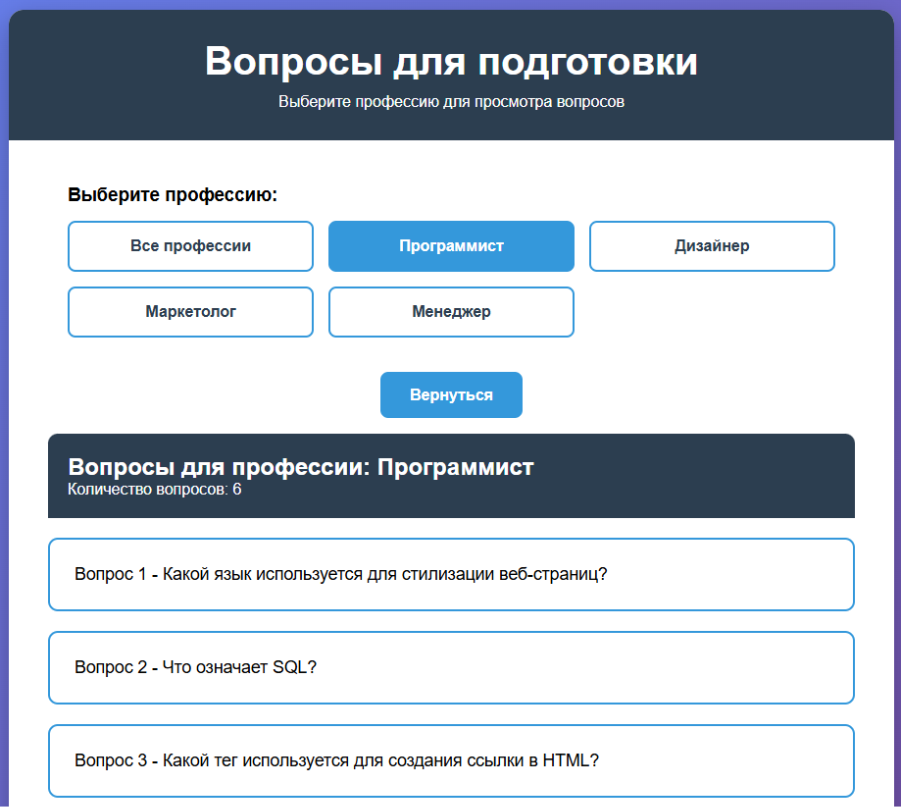 Вопросы для подготовки
Выберите профессию для просмотра вопросов
Выберите профессию:
Все профессии
Программист
Дизайнер
Маркетолог
Менеджер
Вернуться
Вопросы для профессии: Программист
Количество вопросов: 6
Вопрос 1 - Какой язык используется для стилизации веб-страниц?
Вопрос 2 - Что означает SQL?
Вопрос 3 - Какой тег используется для создания ссылки в HTML?